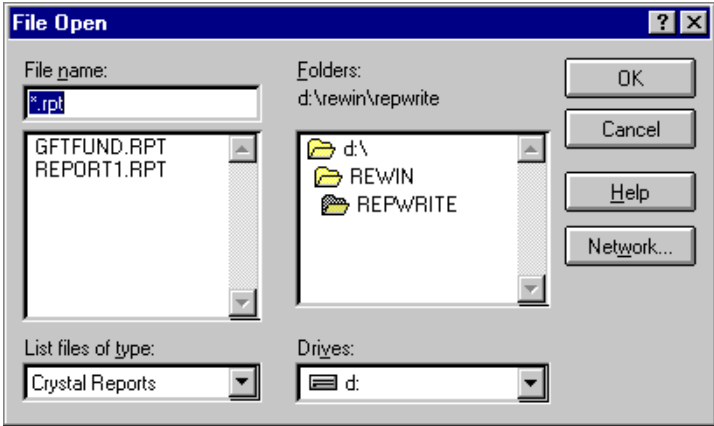 File Open
File name:
*.rpt
GFTFUND.RPT
REPORT1.RPT
List files of type:
Crystal Reports
Folders:
d:\rewin\repwrite
d:\
REWIN
REPWRITE
Drives:
d:
OK
Cancel
Help
Network...